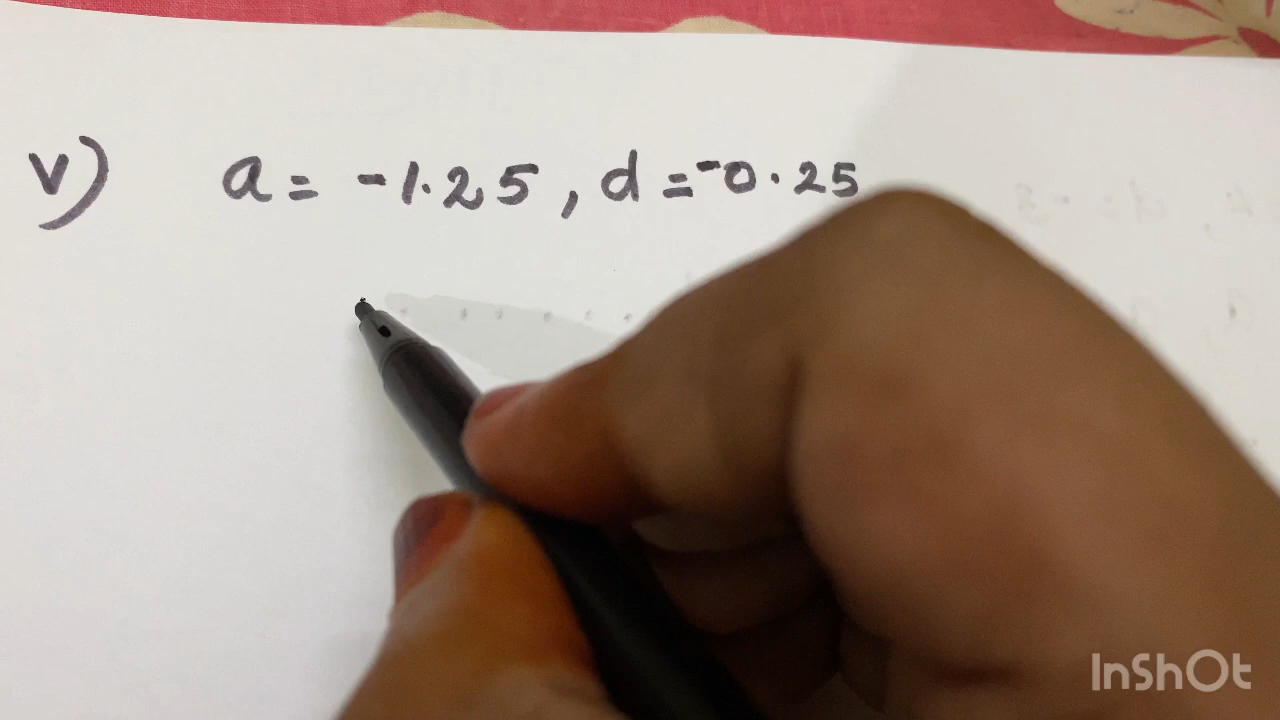 v) a = -1.25, d = -0.25
InShOt